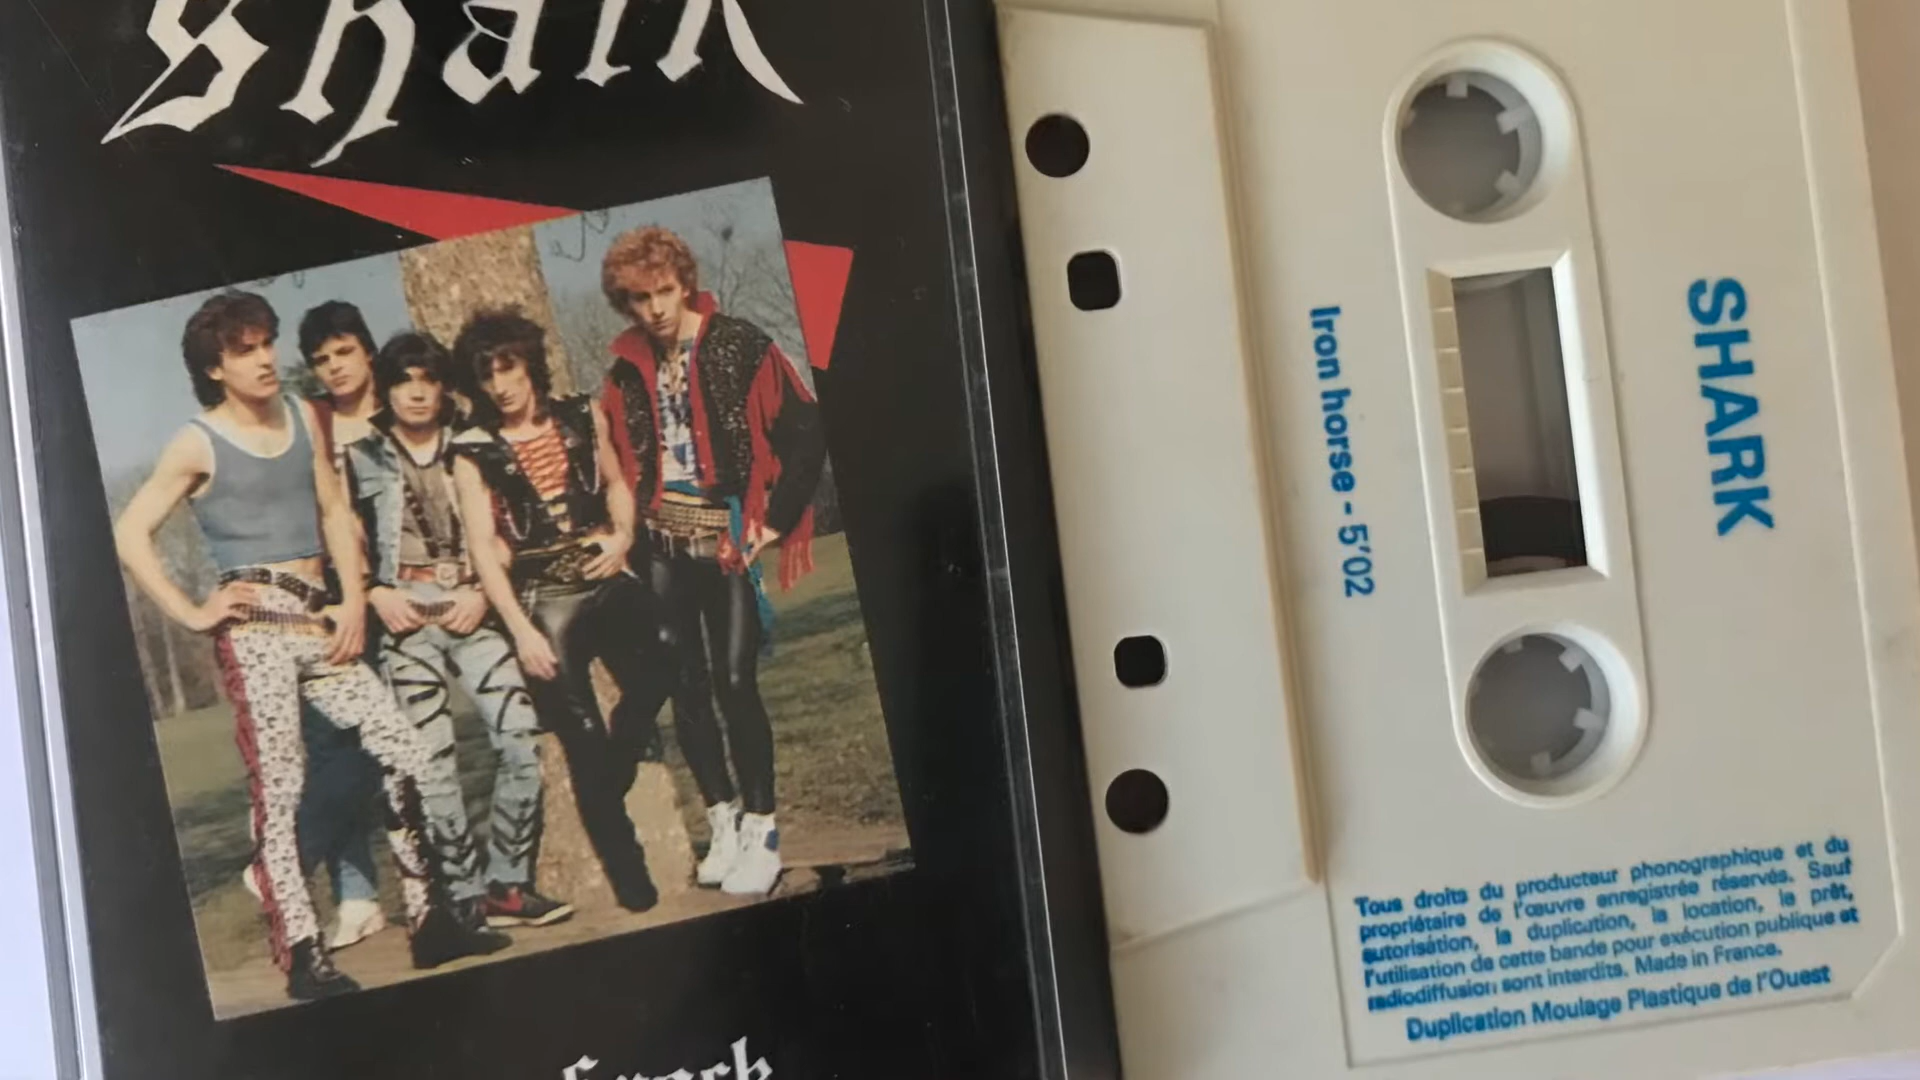 Shark
SHARK
Iron horse - 5'02
Tous droits du producteur phonographique et du
propriétaire de l'œuvre enregistrée réservés. Sauf
autorisation, la duplication, la location, le prêt,
l'utilisation de cette bande pour exécution publique et
radiodiffusion sont interdits. Made in France.
Duplication Moulage Plastique de l'Ouest